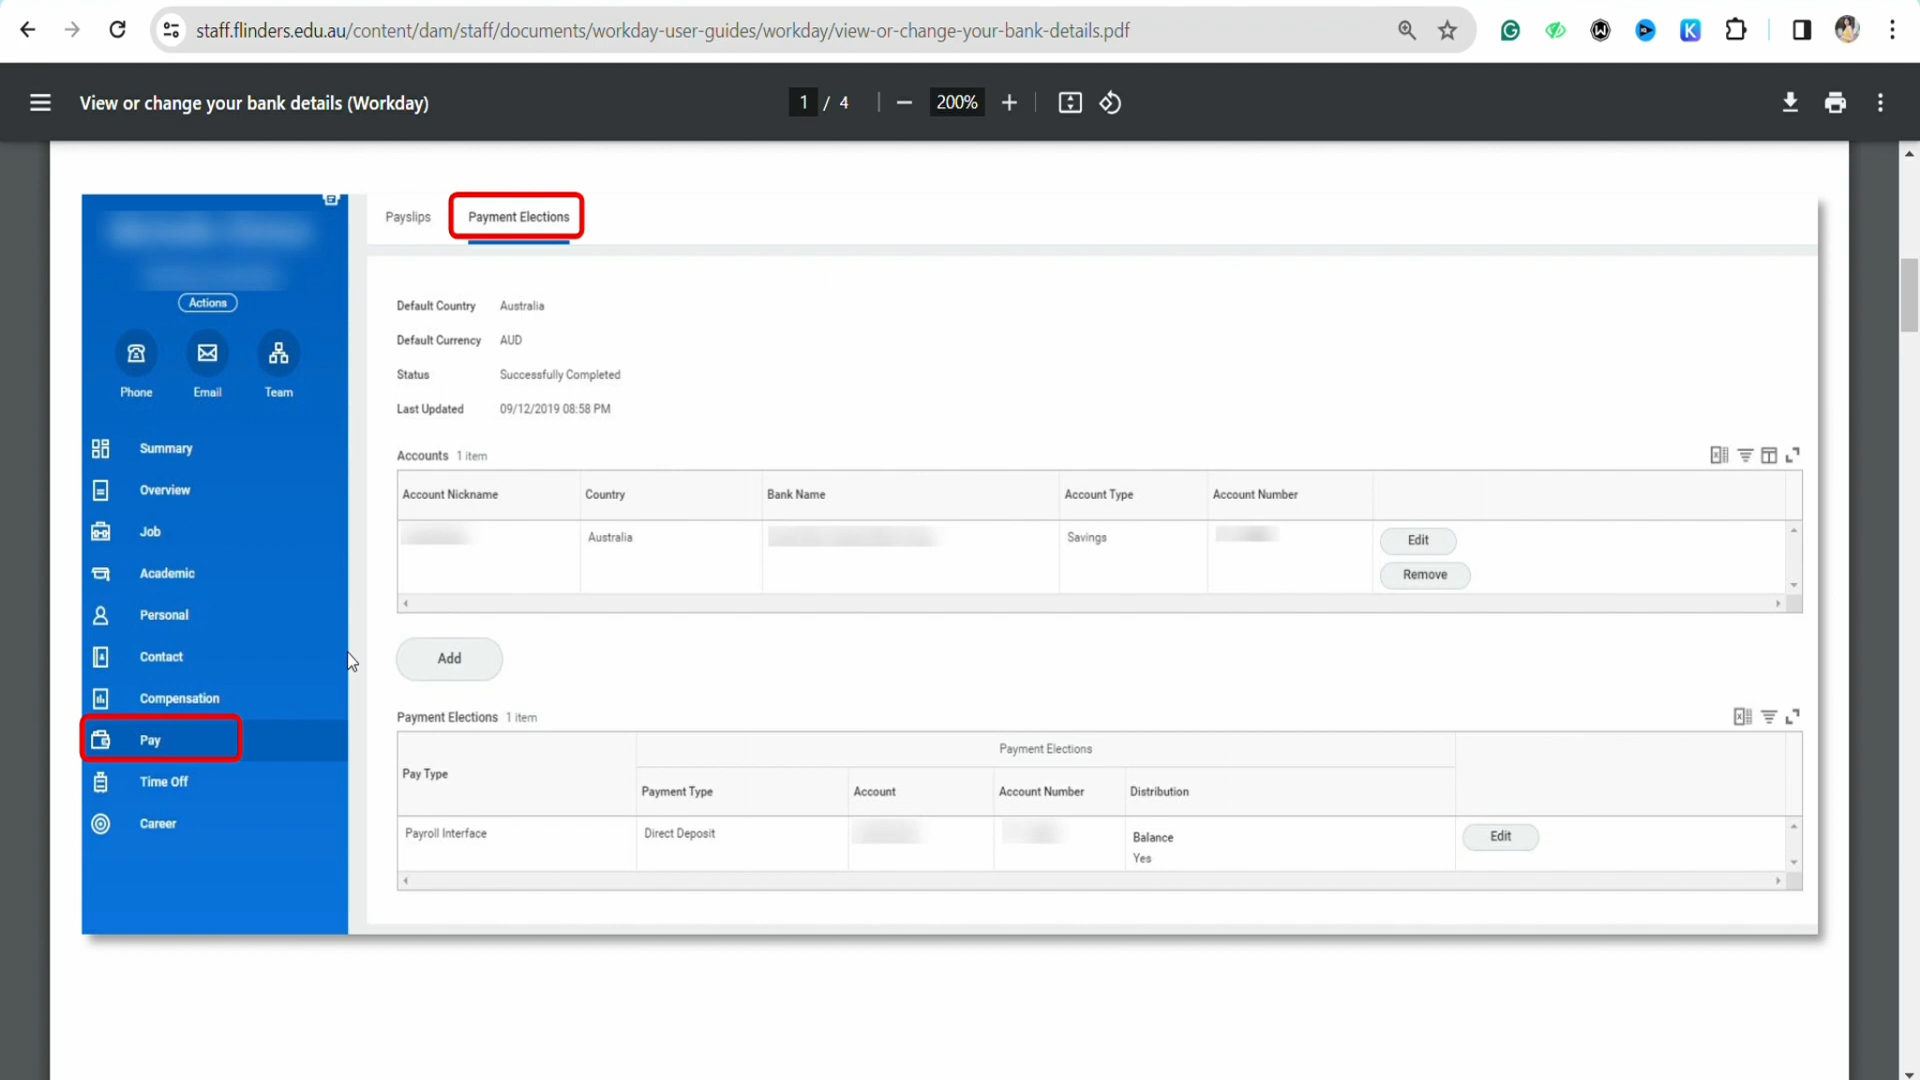 staff.flinders.edu.au/content/dam/staff/documents/workday-user-guides/workday/view-or-change-your-bank-details.pdf
View or change your bank details (Workday)
1 / 4
200%
Payslips
Payment Elections
Actions
Phone
Email
Team
Summary
Overview
Job
Academic
Personal
Contact
Compensation
Pay
Time Off
Career
Default Country Australia
Default Currency AUD
Status Successfully Completed
Last Updated 09/12/2019 08:58 PM
Accounts 1 item
Account Nickname Country Bank Name Account Type Account Number
Australia Savings Edit
Remove
Add
Payment Elections 1 item
Payment Elections
Pay Type
Payment Type Account Account Number Distribution
Payroll Interface Direct Deposit Balance Edit
Yes